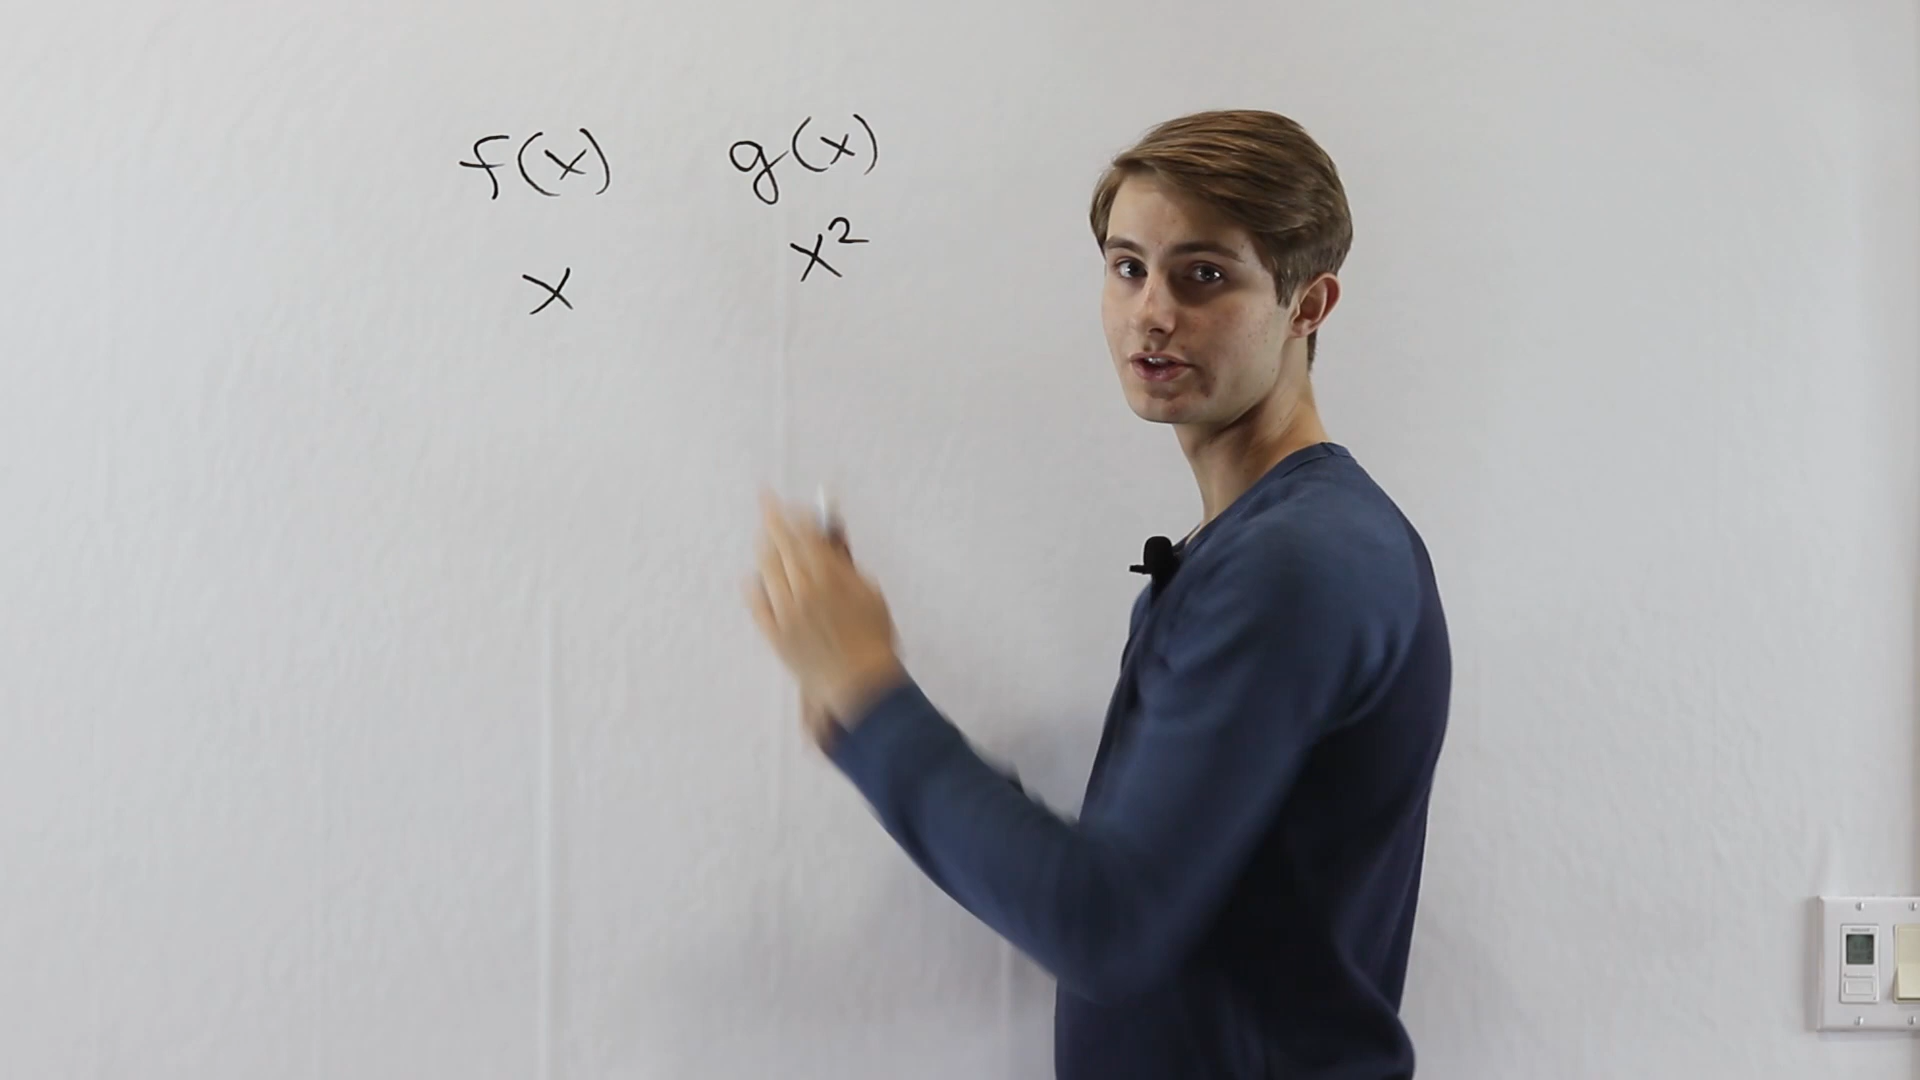 f(x) g(x)
x x²